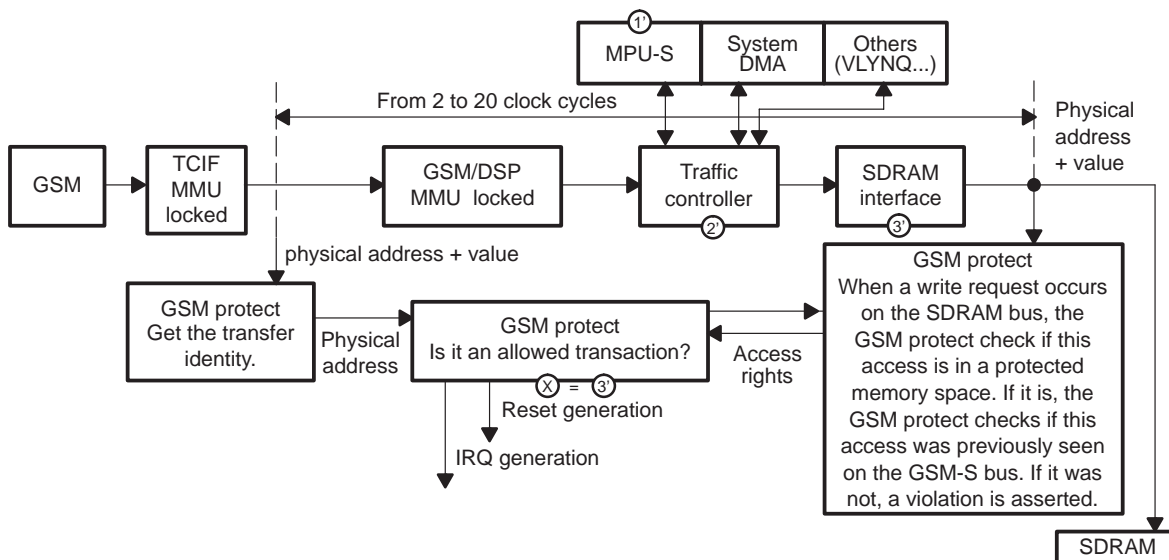 1'
MPU-S
System
DMA
Others
(VLYNQ...)
From 2 to 20 clock cycles
Physical
address
+ value
GSM
TCIF
MMU
locked
GSM/DSP
MMU locked
Traffic
controller
2'
SDRAM
interface
3'
physical address + value
GSM protect
Get the transfer
identity.
Physical
address
GSM protect
Is it an allowed transaction?
X = 3'
Access
rights
GSM protect
When a write request occurs
on the SDRAM bus, the
GSM protect check if this
access is in a protected
memory space. If it is, the
GSM protect checks if this
access was previously seen
on the GSM-S bus. If it was
not, a violation is asserted.
Reset generation
IRQ generation
SDRAM